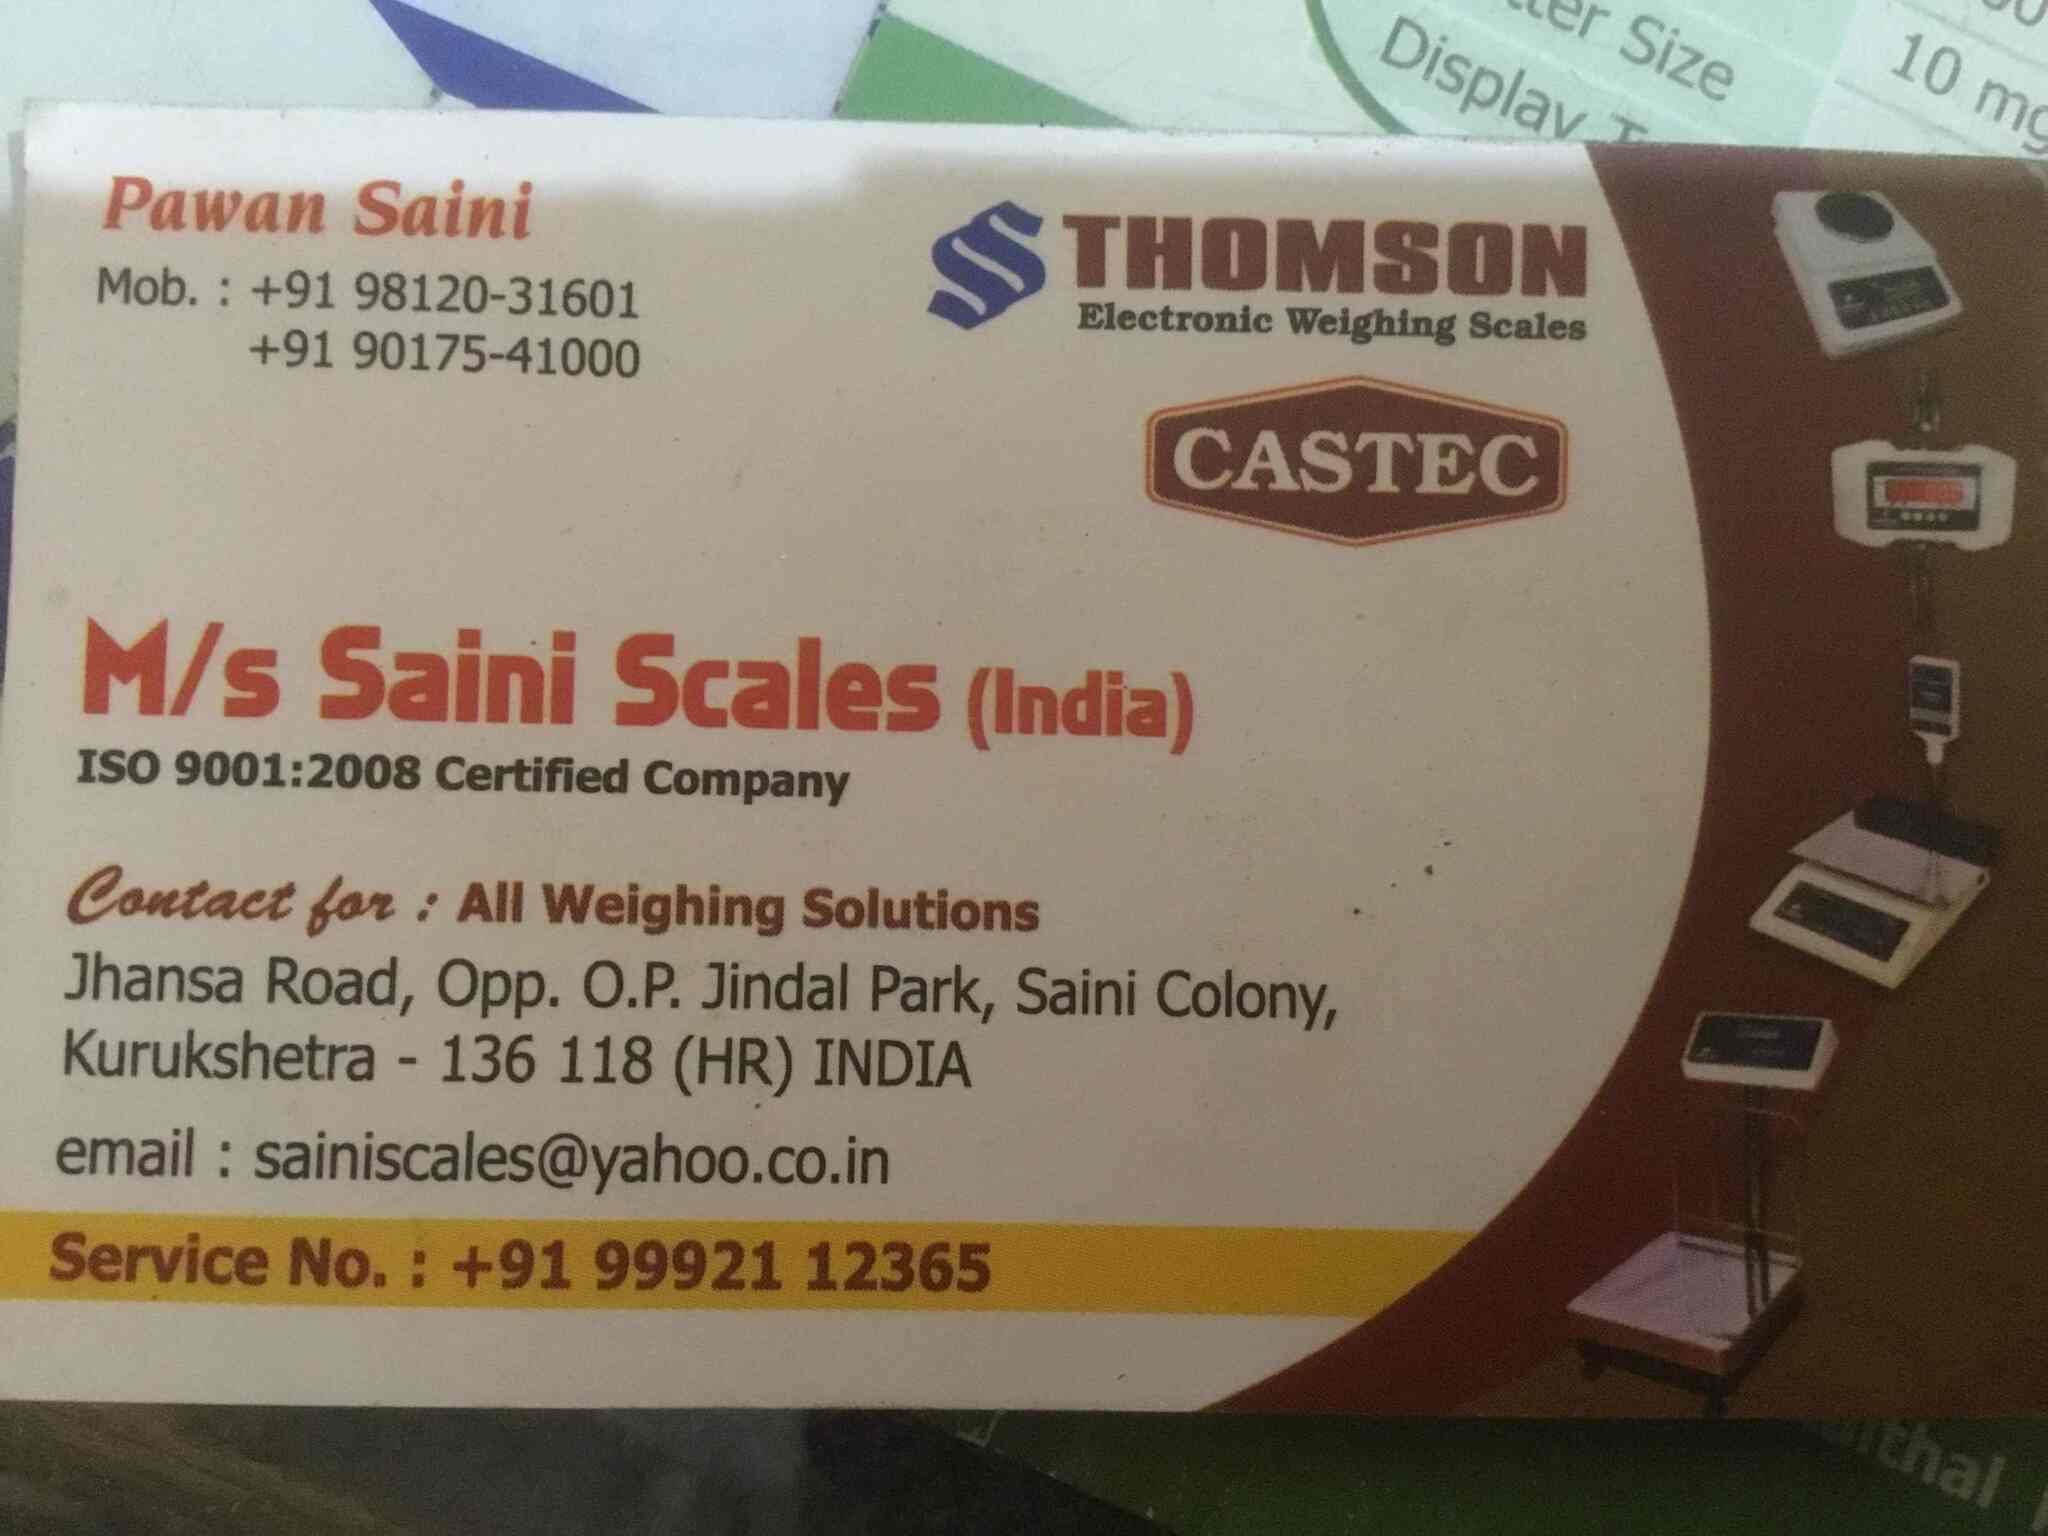 tter Size
10 mg
Display
Pawan Saini
Mob. : +91 98120-31601
+91 90175-41000
THOMSON
Electronic Weighing Scales
CASTEC
M/s Saini Scales (India)
ISO 9001:2008 Certified Company
Contact for : All Weighing Solutions
Jhansa Road, Opp. O.P. Jindal Park, Saini Colony,
Kurukshetra - 136 118 (HR) INDIA
email : sainiscales@yahoo.co.in
Service No. : +91 99921 12365